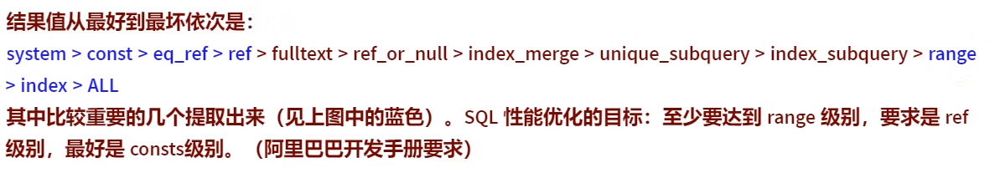 结果值从最好到最坏依次是：
system > const > eq_ref > ref > fulltext > ref_or_null > index_merge > unique_subquery > index_subquery > range
> index > ALL
其中比较重要的几个提取出来（见上图中的蓝色）。SQL 性能优化的目标：至少要达到 range 级别，要求是 ref
级别，最好是 consts级别。（阿里巴巴开发手册要求）